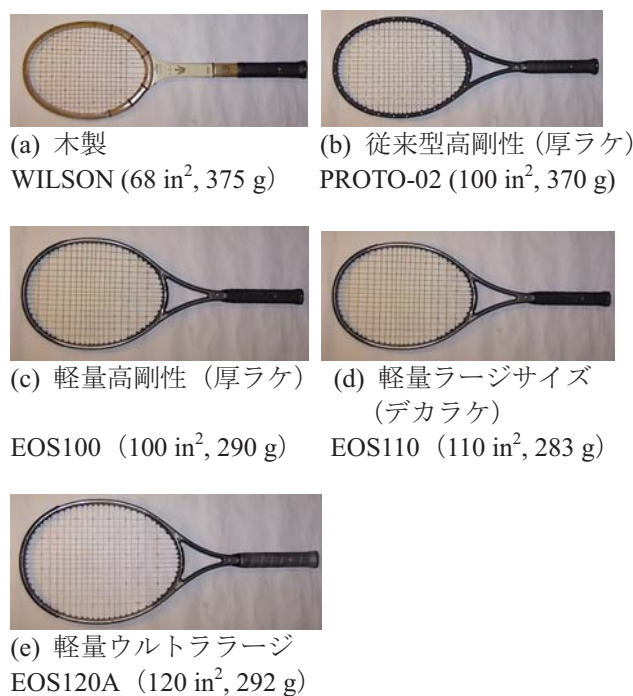 (a) 木製
WILSON (68 in², 375 g)
(b) 従来型高剛性（厚ラケ）
PROTO-02 (100 in², 370 g)
(c) 軽量高剛性（厚ラケ）
EOS100（100 in², 290 g）
(d) 軽量ラージサイズ
（デカラケ）
EOS110（110 in², 283 g）
(e) 軽量ウルトララージ
EOS120A（120 in², 292 g）